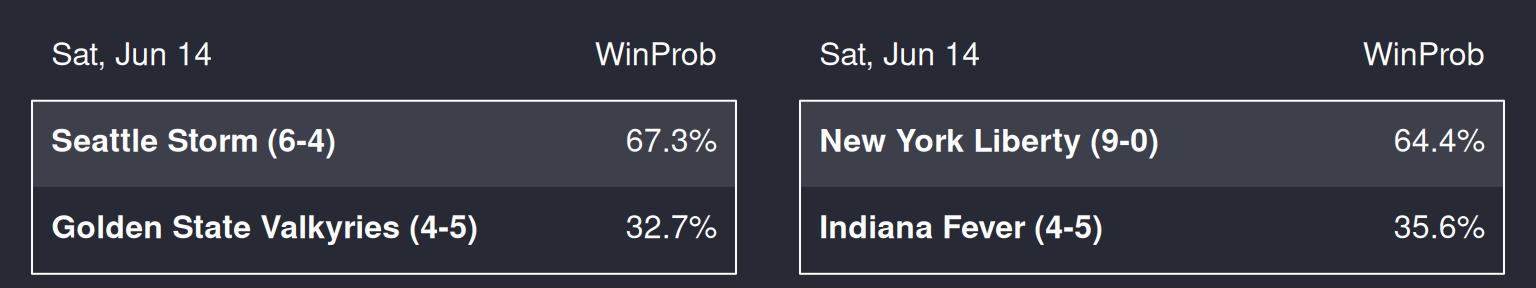 Sat, Jun 14 WinProb
Seattle Storm (6-4) 67.3%
Golden State Valkyries (4-5) 32.7%
Sat, Jun 14 WinProb
New York Liberty (9-0) 64.4%
Indiana Fever (4-5) 35.6%